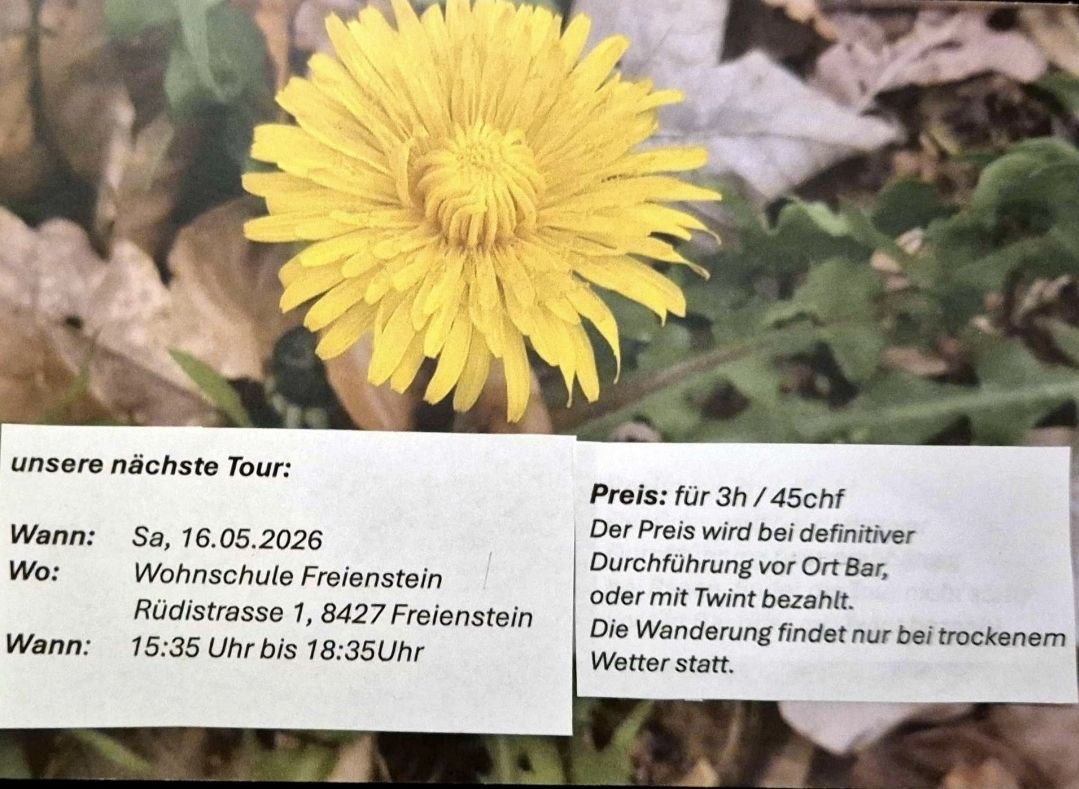 unsere nächste Tour:
Wann: Sa, 16.05.2026
Wo: Wohnschule Freienstein
Rüdistrasse 1, 8427 Freienstein
Wann: 15:35 Uhr bis 18:35Uhr
Preis: für 3h / 45chf
Der Preis wird bei definitiver
Durchführung vor Ort Bar,
oder mit Twint bezahlt.
Die Wanderung findet nur bei trockenem
Wetter statt.